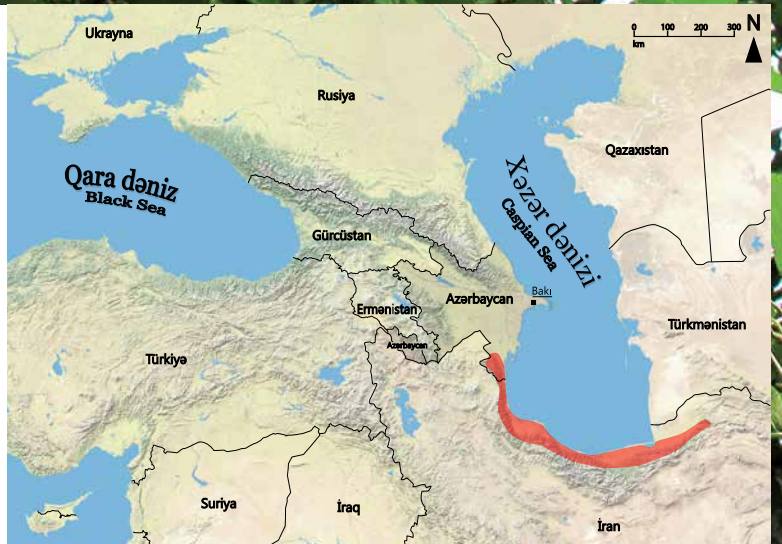 Ukrayna
0 100 200 300
km
N
Rusiya
Qazaxıstan
Qara dəniz
Black Sea
Xəzər dənizi
Caspian Sea
Gürcüstan
Bakı
Ermənistan
Azərbaycan
Türkmənistan
Azərbaycan
Türkiyə
Suriya
İraq
İran